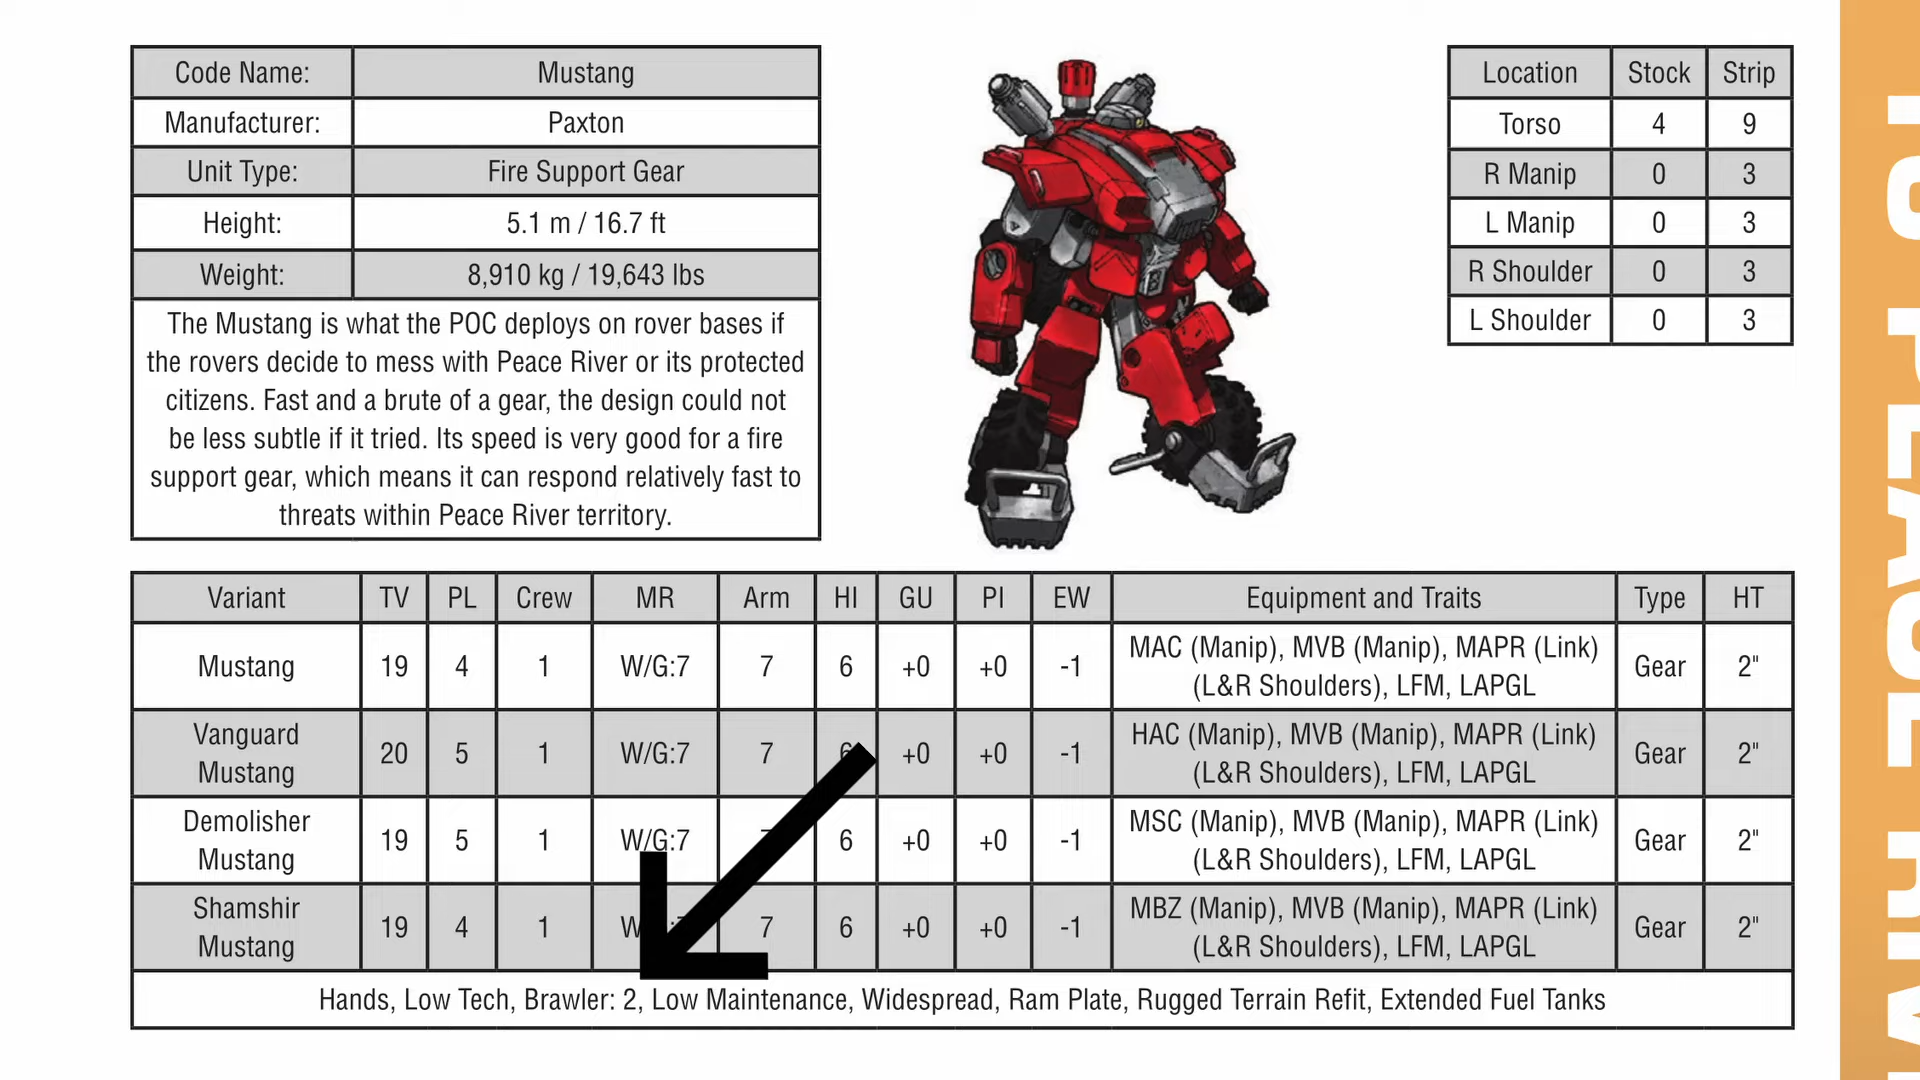 Code Name: Mustang
Manufacturer: Paxton
Unit Type: Fire Support Gear
Height: 5.1 m / 16.7 ft
Weight: 8,910 kg / 19,643 lbs
The Mustang is what the POC deploys on rover bases if
the rovers decide to mess with Peace River or its protected
citizens. Fast and a brute of a gear, the design could not
be less subtle if it tried. Its speed is very good for a fire
support gear, which means it can respond relatively fast to
threats within Peace River territory.
Location Stock Strip
Torso 4 9
R Manip 0 3
L Manip 0 3
R Shoulder 0 3
L Shoulder 0 3
Variant TV PL Crew MR Arm HI GU PI EW Equipment and Traits Type HT
Mustang 19 4 1 W/G:7 7 6 +0 +0 -1 MAC (Manip), MVB (Manip), MAPR (Link)
(L&R Shoulders), LFM, LAPGL Gear 2"
Vanguard
Mustang 20 5 1 W/G:7 7 6 +0 +0 -1 HAC (Manip), MVB (Manip), MAPR (Link)
(L&R Shoulders), LFM, LAPGL Gear 2"
Demolisher
Mustang 19 5 1 W/G:7 6 +0 +0 -1 MSC (Manip), MVB (Manip), MAPR (Link)
(L&R Shoulders), LFM, LAPGL Gear 2"
Shamshir
Mustang 19 4 1 7 6 +0 +0 -1 MBZ (Manip), MVB (Manip), MAPR (Link)
(L&R Shoulders), LFM, LAPGL Gear 2"
Hands, Low Tech, Brawler: 2, Low Maintenance, Widespread, Ram Plate, Rugged Terrain Refit, Extended Fuel Tanks